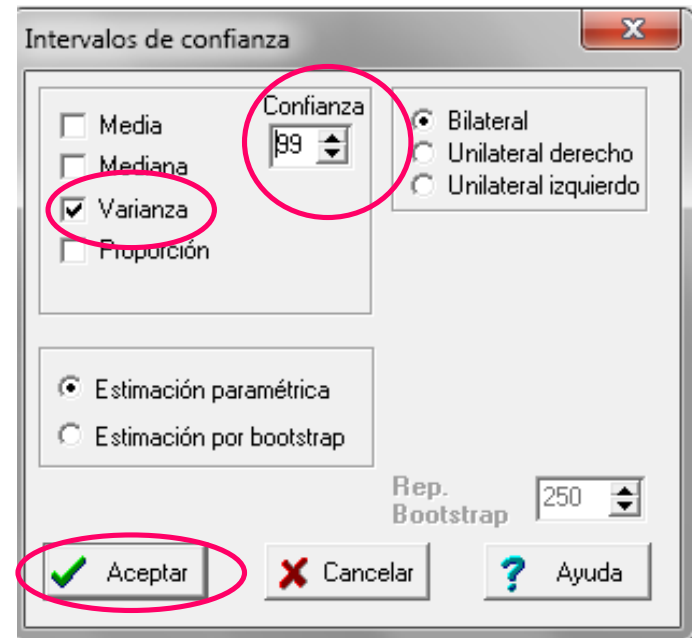 Intervalos de confianza
X
Media
Mediana
Varianza
Proporción
Confianza
99
Bilateral
Unilateral derecho
Unilateral izquierdo
Estimación paramétrica
Estimación por bootstrap
Rep.
Bootstrap
250
Aceptar
Cancelar
? Ayuda